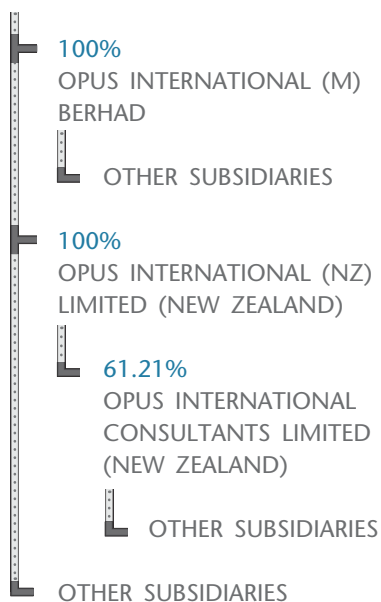 100%
OPUS INTERNATIONAL (M)
BERHAD
OTHER SUBSIDIARIES
100%
OPUS INTERNATIONAL (NZ)
LIMITED (NEW ZEALAND)
61.21%
OPUS INTERNATIONAL
CONSULTANTS LIMITED
(NEW ZEALAND)
OTHER SUBSIDIARIES
OTHER SUBSIDIARIES